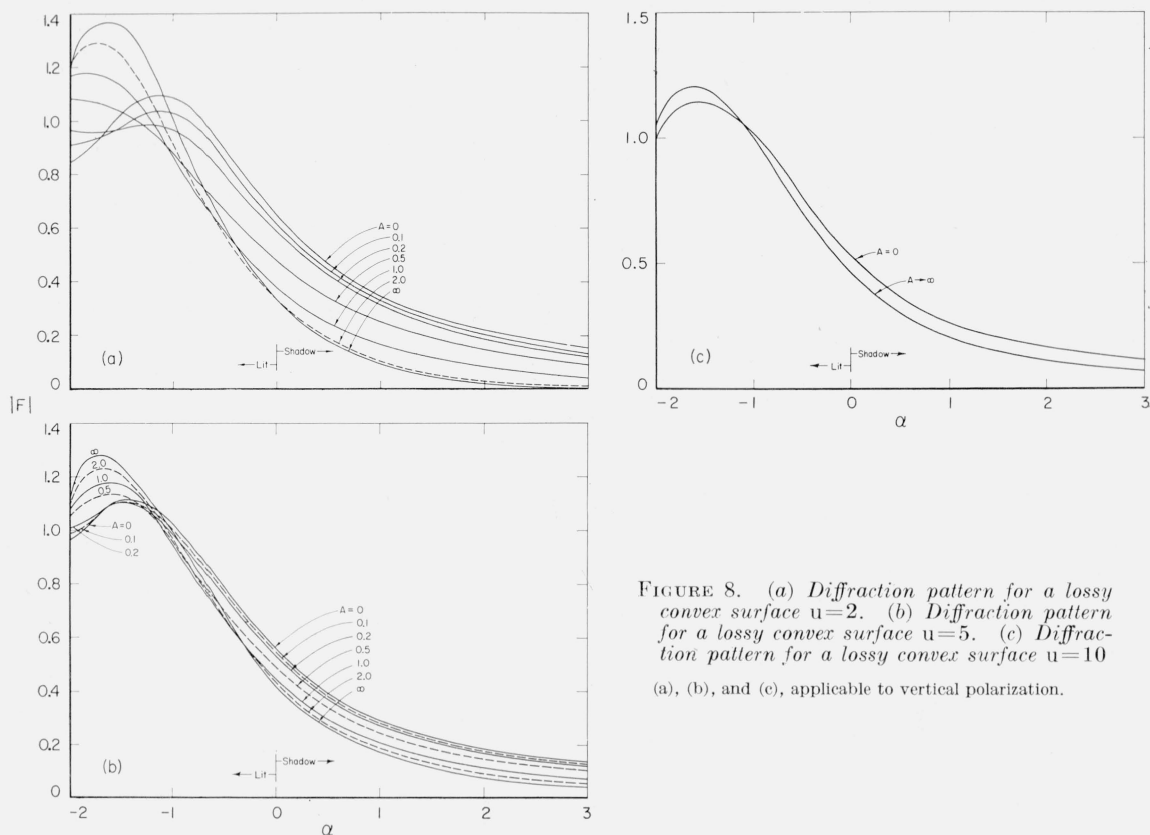 1.4
1.2
1.0
0.8
0.6
0.4
0.2
0
-2 -1 0 1 2 3
A=0
0.1
0.2
0.5
1.0
2.0
∞
Lit Shadow
(a)
|F|
1.4
1.2
1.0
0.8
0.6
0.4
0.2
0
∞
2.0
1.0
0.5
A=0
0.1
0.2
A=0
0.1
0.2
0.5
1.0
2.0
∞
Lit Shadow
(b)
-2 -1 0 1 2 3
α
1.5
1.0
0.5
0
A=0
A→∞
Lit Shadow
(c)
-2 -1 0 1 2 3
α
FIGURE 8. (a) Diffraction pattern for a lossy
convex surface u=2. (b) Diffraction pattern
for a lossy convex surface u=5. (c) Diffrac-
tion pattern for a lossy convex surface u=10
(a), (b), and (c), applicable to vertical polarization.